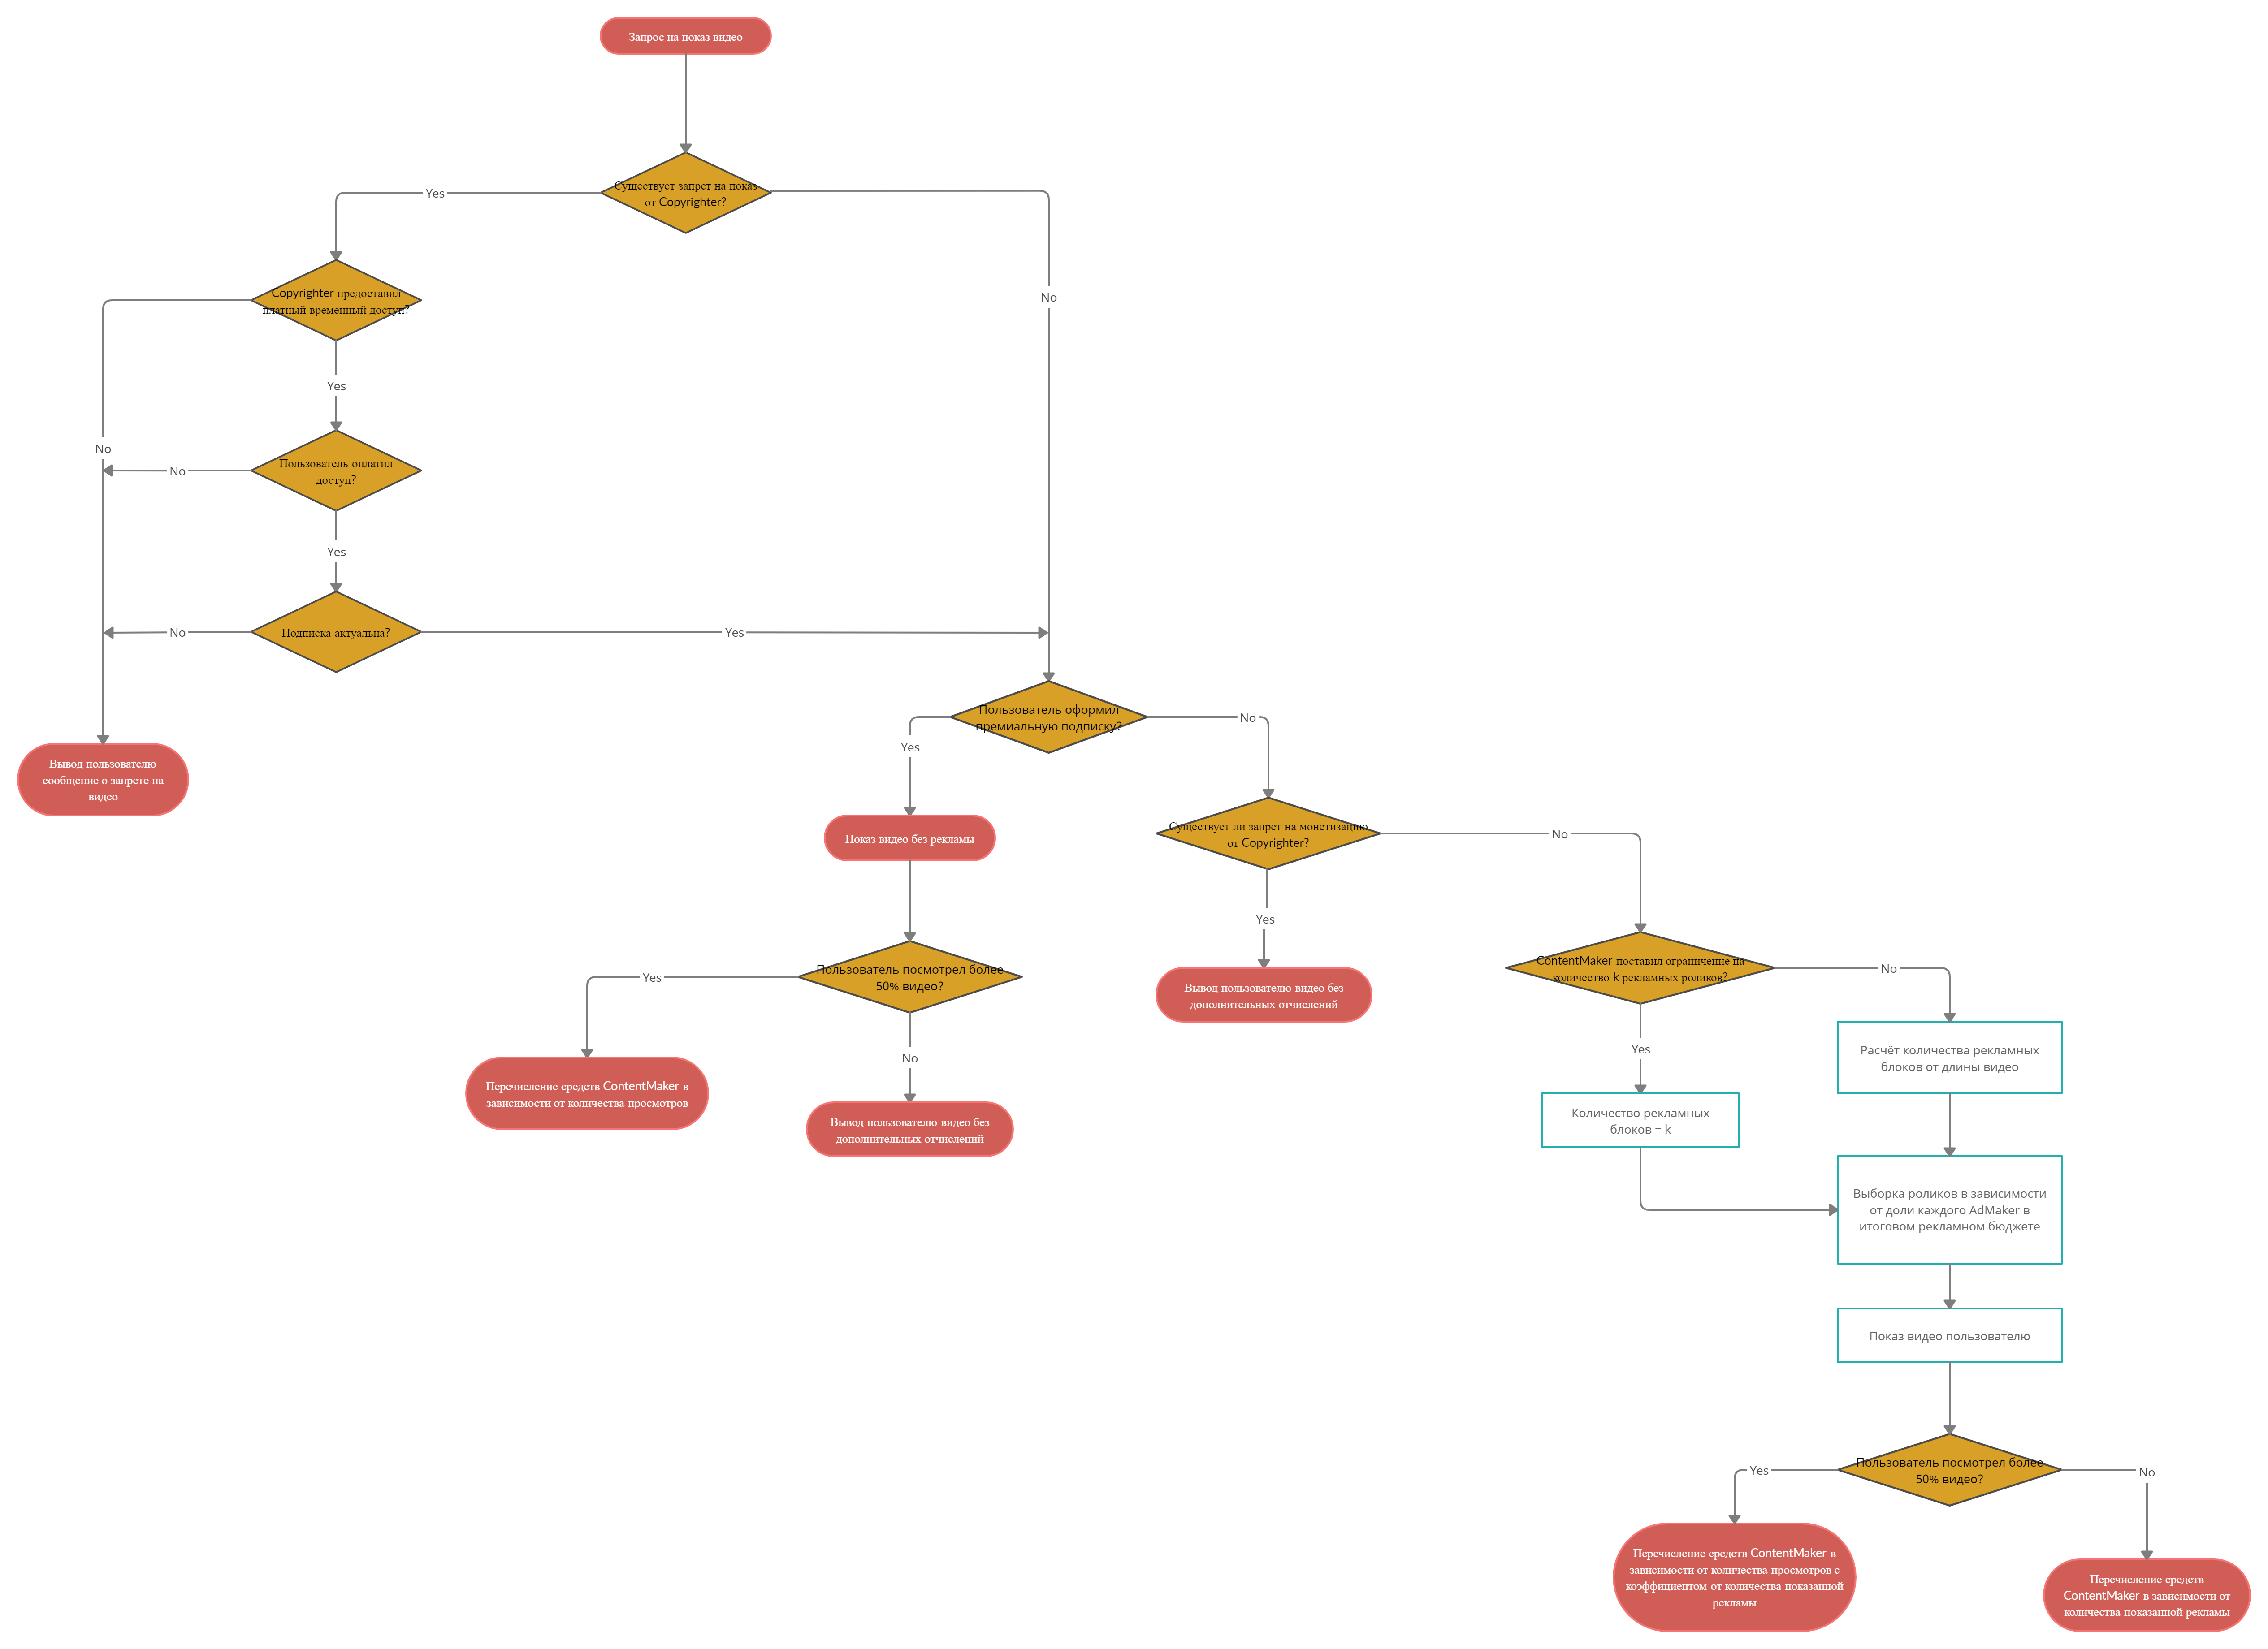 Запрос на показ видео
Существует запрет на показ
от Copyrighter?
Yes
No
Copyrighter предоставил
платный временный доступ?
Yes
No
Пользователь оплатил
доступ?
No
Yes
Подписка актуальна?
No
Yes
Вывод пользователю
сообщение о запрете на
видео
Пользователь оформил
премиальную подписку?
Yes
No
Показ видео без рекламы
Существует ли запрет на монетизацию
от Copyrighter?
No
Yes
Пользователь посмотрел более
50% видео?
Yes
No
Перечисление средств ContentMaker в
зависимости от количества просмотров
Вывод пользователю видео без
дополнительных отчислений
Вывод пользователю видео без
дополнительных отчислений
ContentMaker поставил ограничение на
количество k рекламных роликов?
No
Yes
Расчёт количества рекламных
блоков от длины видео
Количество рекламных
блоков = k
Выборка роликов в зависимости
от доли каждого AdMaker в
итоговом рекламном бюджете
Показ видео пользователю
Пользователь посмотрел более
50% видео?
Yes
No
Перечисление средств ContentMaker в
зависимости от количества просмотров с
коэффициентом от количества показанной
рекламы
Перечисление средств
ContentMaker в зависимости от
количества показанной рекламы